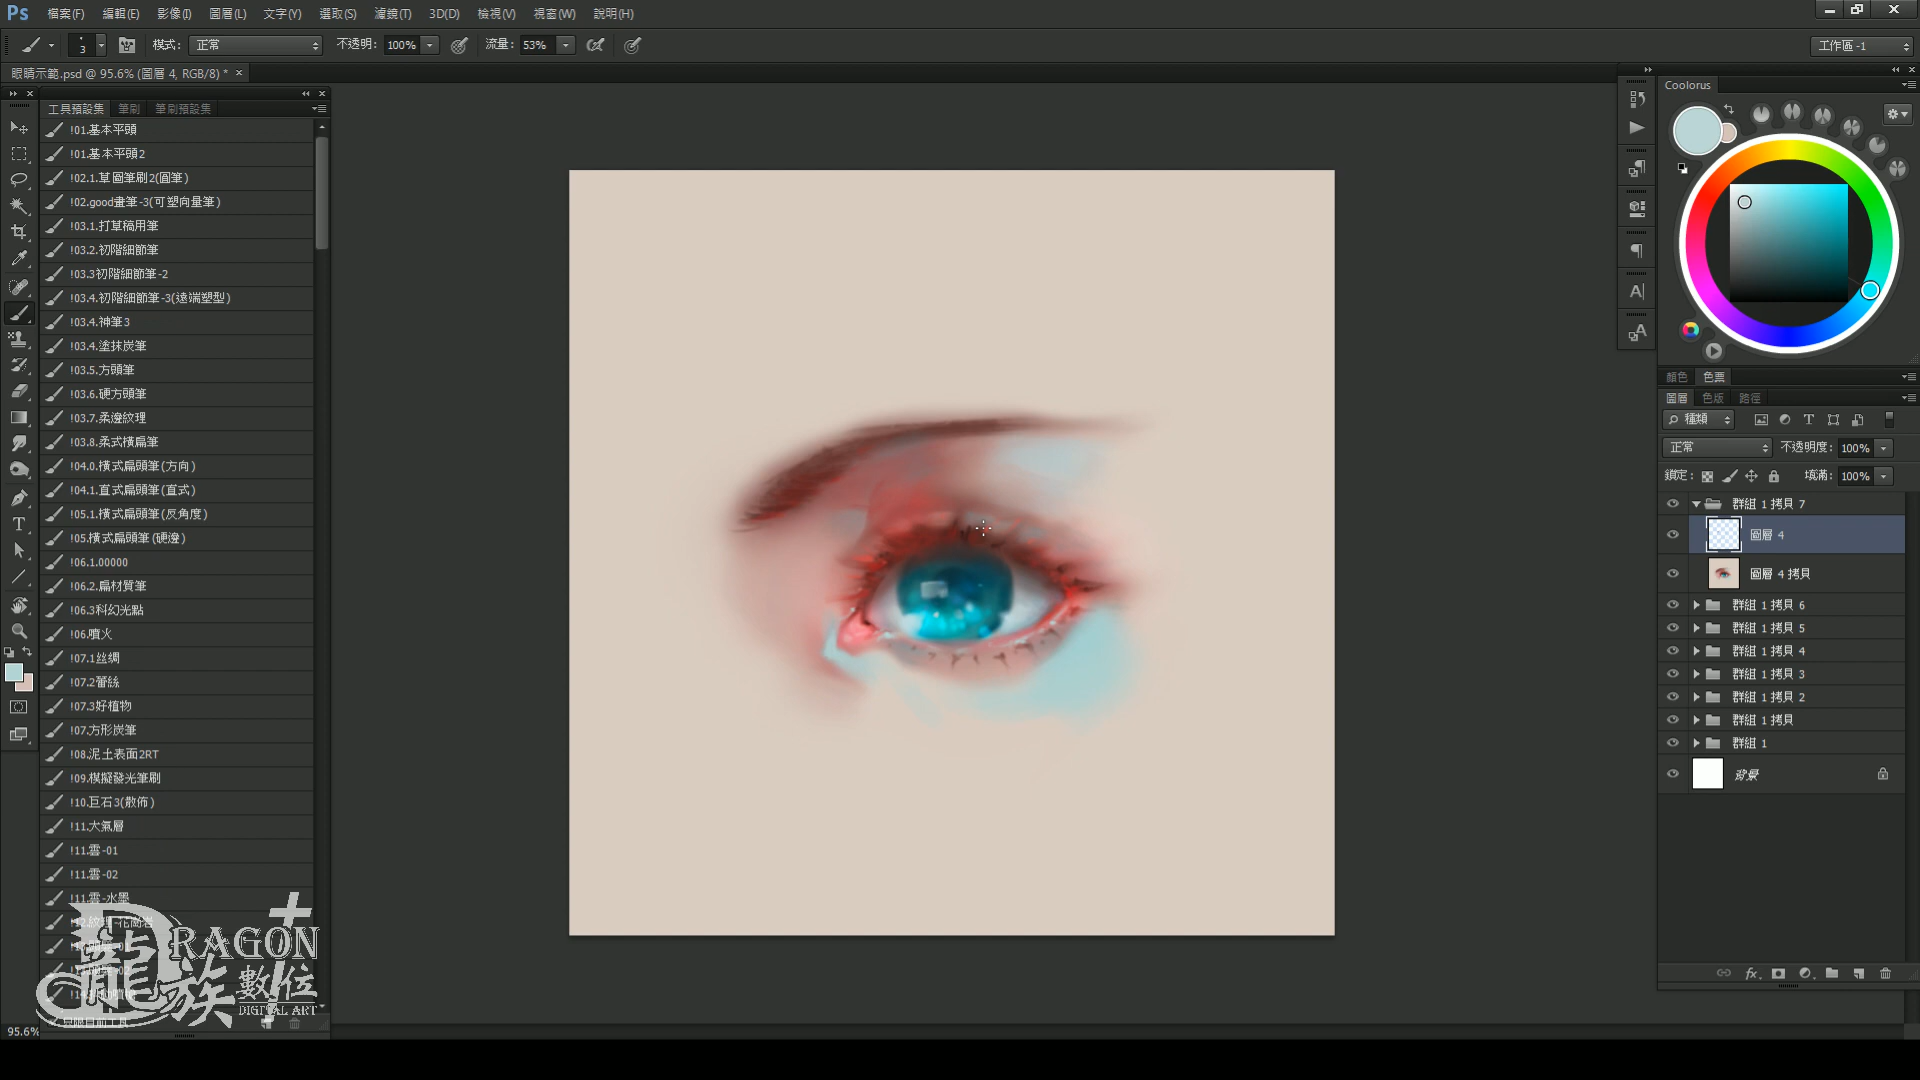 Ps 檔案(F) 編輯(E) 影像(I) 圖層(L) 文字(Y) 選取(S) 濾鏡(T) 3D(D) 檢視(V) 視窗(W) 說明(H)
3 模式: 正常 不透明: 100% 流量: 53% 工作區 -1
眼睛示範.psd @ 95.6% (圖層 4, RGB/8) * ×
工具預設集 筆刷 筆刷預設集
!01.基本平頭
!01.基本平頭2
!02.1.草圖筆刷2(圓筆)
!02.good畫筆-3(可塑向量筆)
!03.1.打草稿用筆
!03.2.初階細節筆
!03.3初階細節筆-2
!03.4.初階細節筆-3(遠端塑型)
!03.4.神筆3
!03.4.塗抹炭筆
!03.5.方頭筆
!03.6.硬方頭筆
!03.7.柔邊紋理
!03.8.柔式橫扁筆
!04.0.橫式扁頭筆(方向)
!04.1.直式扁頭筆(直式)
!05.1.橫式扁頭筆(反角度)
!05.橫式扁頭筆(硬邊)
!06.1.00000
!06.2.扁材質筆
!06.3科幻光點
!06.噴火
!07.1絲綢
!07.2蕾絲
!07.3好植物
!07.方形炭筆
!08.泥土表面2RT
!09.模擬發光筆刷
!10.巨石3(散佈)
!11.大氣層
!11.雲-01
!11.雲-02
!11.雲-水墨
只限目前工具
95.6%
DRAGON
龍族數位
DIGITAL ART
Coolorus
顏色 色票
圖層 色版 路徑
種類
正常 不透明度: 100%
鎖定: 填滿: 100%
群組 1 拷貝 7
圖層 4
圖層 4 拷貝
群組 1 拷貝 6
群組 1 拷貝 5
群組 1 拷貝 4
群組 1 拷貝 3
群組 1 拷貝 2
群組 1 拷貝
群組 1
背景
fx